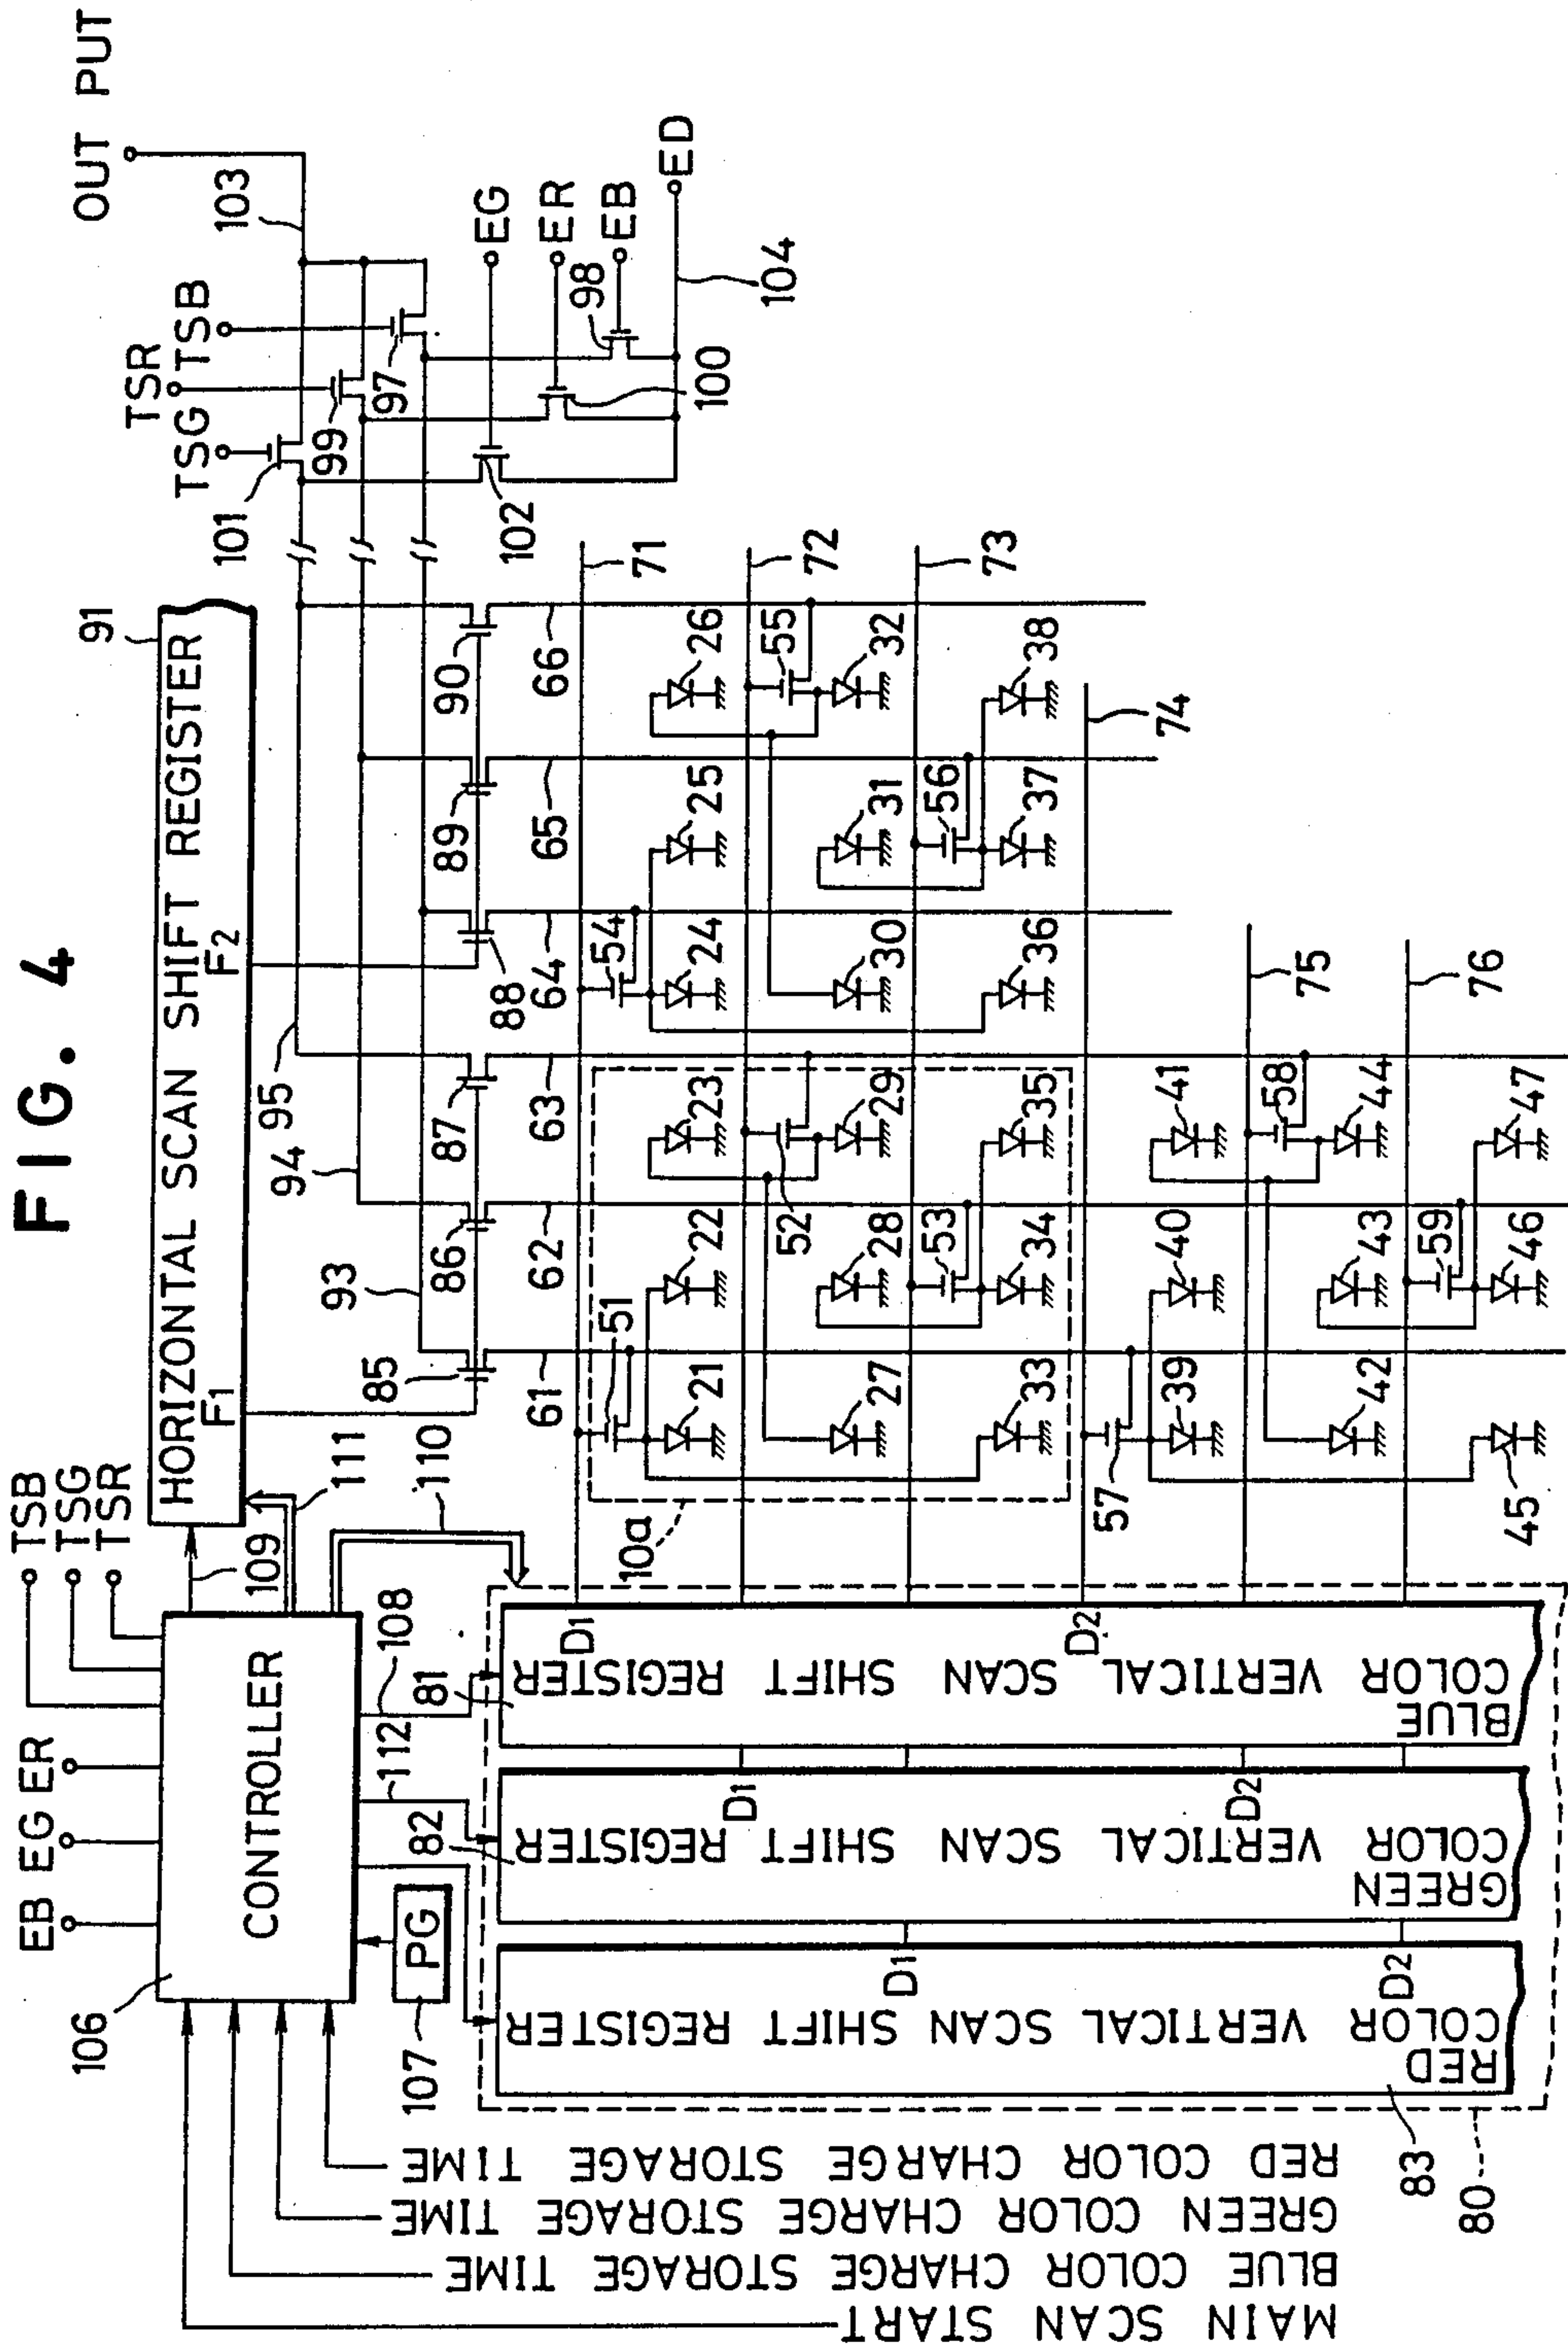 FIG. 4
OUT PUT
103
TSR
TSG
TSB
101
99
97
EG
ER
EB
ED
98
100
102
104
91
HORIZONTAL SCAN SHIFT REGISTER
F1
F2
TSB
TSG
TSR
EB
EG
ER
CONTROLLER
106
PG
107
109
111
110
108
112
93
94
95
85
86
87
88
89
90
61
62
63
64
65
66
71
72
73
74
75
76
51
52
53
54
55
56
57
58
59
21
22
23
24
25
26
27
28
29
30
31
32
33
34
35
36
37
38
39
40
41
42
43
44
45
46
47
10a
81
82
83
80
BLUE
COLOR VERTICAL SCAN SHIFT REGISTER
D1
D2
GREEN
COLOR VERTICAL SCAN SHIFT REGISTER
D1
D2
RED
COLOR VERTICAL SCAN SHIFT REGISTER
D1
D2
MAIN SCAN START
BLUE COLOR CHARGE STORAGE TIME
GREEN COLOR CHARGE STORAGE TIME
RED COLOR CHARGE STORAGE TIME